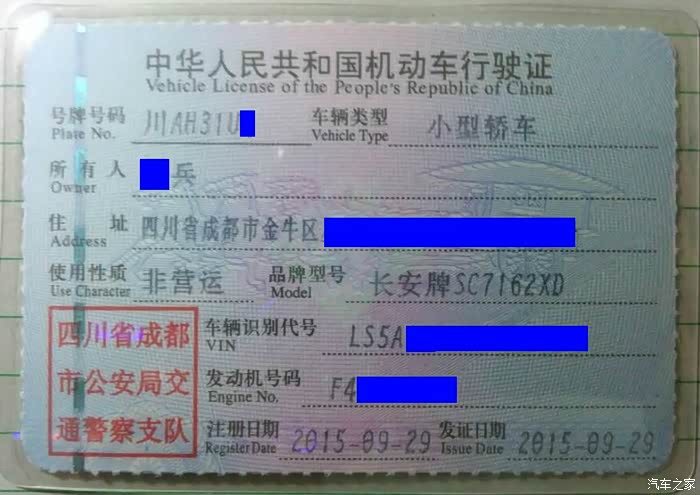 中华人民共和国机动车行驶证
Vehicle License of the People's Republic of China
号牌号码 川AH31U 车辆类型 小型轿车
Plate No. Vehicle Type
所有人 兵
Owner
住址 四川省成都市金牛区
Address
使用性质 非营运 品牌型号 长安牌SC7162XD
Use Character Model
四川省成都 车辆识别代号 LS5A
VIN
市公安局交 发动机号码 F4
Engine No.
通警察支队 注册日期 2015-09-29 发证日期 2015-09-29
Register Date Issue Date
汽车之家